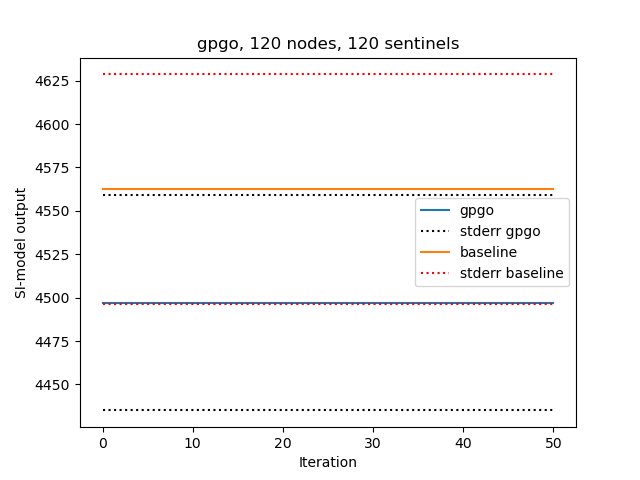 gpgo, 120 nodes, 120 sentinels
4625
4600
4575
4550
4525
4500
4475
4450
SI-model output
gpgo
stderr gpgo
baseline
stderr baseline
0 10 20 30 40 50
Iteration